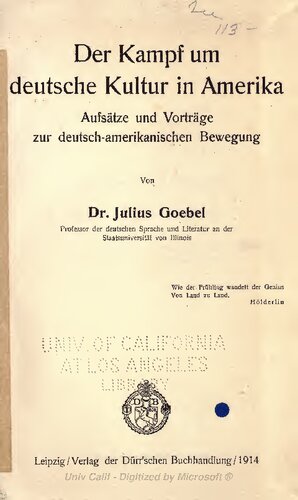 113-
Der Kampf um
deutsche Kultur in Amerika
Aufsätze und Vorträge
zur deutsch-amerikanischen Bewegung
Von
Dr. Julius Goebel
Professor der deutschen Sprache und Literatur an der
Staatsuniversität von Illinois
Wie der Frühling wandelt der Genius
Von Land zu Land.
Hölderlin
UNIV OF CALIFORNIA
AT LOS ANGELES
LIBRARY
D B
Leipzig/Verlag der Dürr'schen Buchhandlung/1914
Univ Calif - Digitized by Microsoft ®